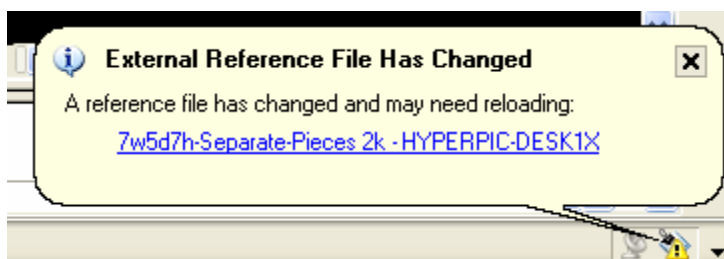 External Reference File Has Changed
A reference file has changed and may need reloading:
7w5d7h-Separate-Pieces 2k - HYPERPIC-DESK1X